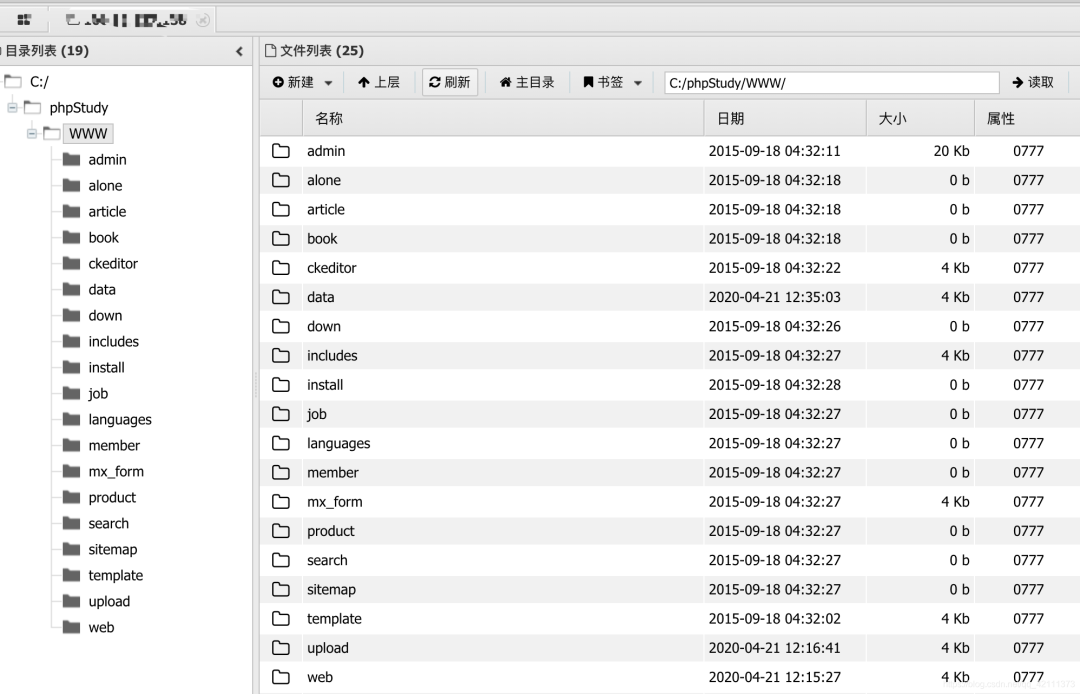 目录列表 (19)
C:/
phpStudy
WWW
admin
alone
article
book
ckeditor
data
down
includes
install
job
languages
member
mx_form
product
search
sitemap
template
upload
web
文件列表 (25)
新建 上层 刷新 主目录 书签 C:/phpStudy/WWW/ 读取
名称 日期 大小 属性
admin 2015-09-18 04:32:11 20 Kb 0777
alone 2015-09-18 04:32:18 0 b 0777
article 2015-09-18 04:32:18 0 b 0777
book 2015-09-18 04:32:18 0 b 0777
ckeditor 2015-09-18 04:32:22 4 Kb 0777
data 2020-04-21 12:35:03 4 Kb 0777
down 2015-09-18 04:32:26 0 b 0777
includes 2015-09-18 04:32:27 4 Kb 0777
install 2015-09-18 04:32:28 0 b 0777
job 2015-09-18 04:32:27 0 b 0777
languages 2015-09-18 04:32:27 0 b 0777
member 2015-09-18 04:32:27 0 b 0777
mx_form 2015-09-18 04:32:27 4 Kb 0777
product 2015-09-18 04:32:27 0 b 0777
search 2015-09-18 04:32:27 0 b 0777
sitemap 2015-09-18 04:32:27 0 b 0777
template 2015-09-18 04:32:02 4 Kb 0777
upload 2020-04-21 12:16:41 4 Kb 0777
web 2020-04-21 12:15:27 4 Kb 0777